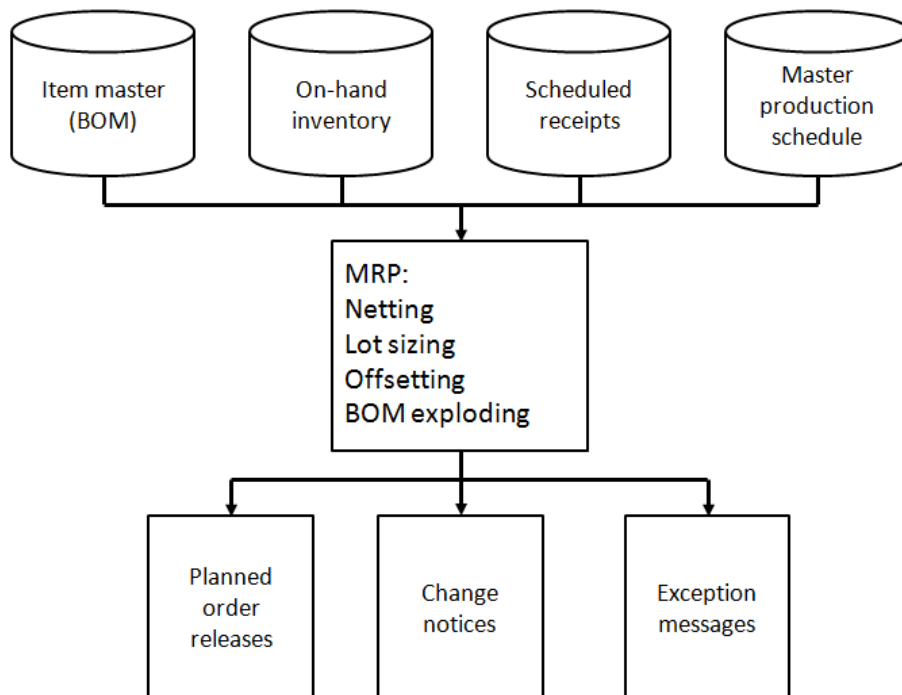 Item master
(BOM)
On-hand
inventory
Scheduled
receipts
Master
production
schedule
MRP:
Netting
Lot sizing
Offsetting
BOM exploding
Planned
order
releases
Change
notices
Exception
messages